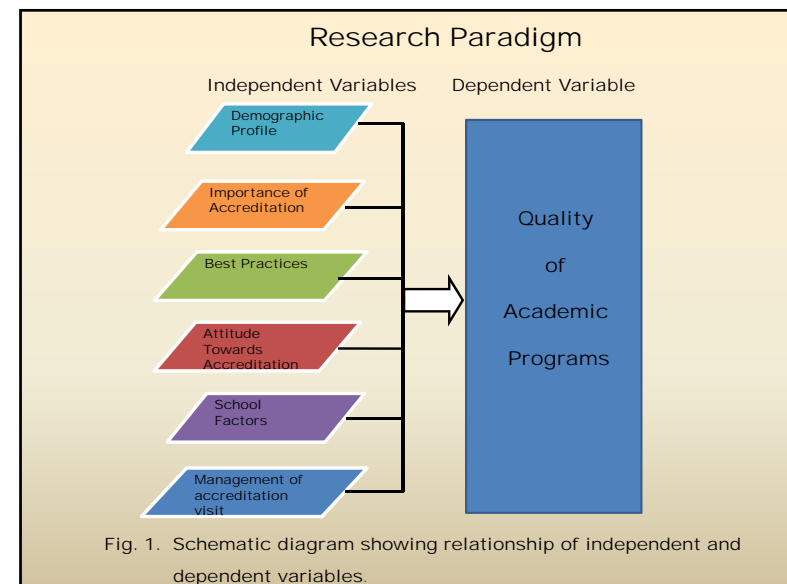 Research Paradigm
Independent Variables
Dependent Variable
Demographic
Profile
Importance of
Accreditation
Best Practices
Attitude
Towards
Accreditation
School
Factors
Management of
accreditation
visit
Quality
of
Academic
Programs
Fig. 1. Schematic diagram showing relationship of independent and
dependent variables.